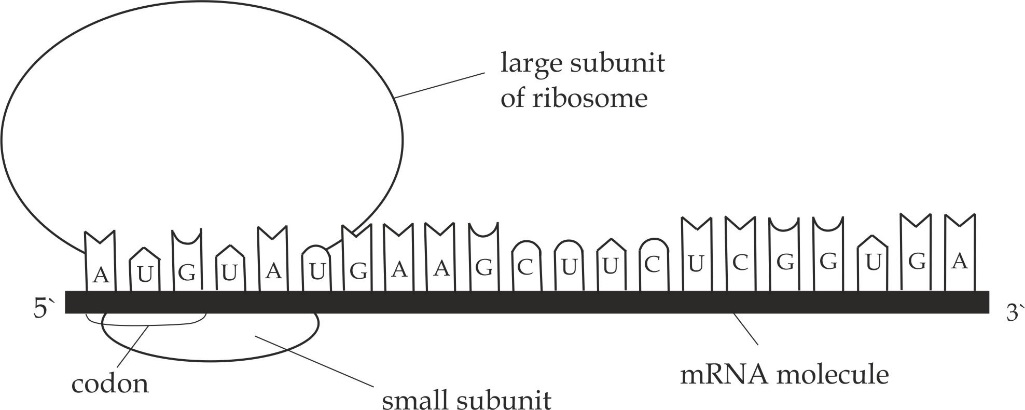 large subunit
of ribosome
A U G U A U G A A G C U U C U C G G U G A
5`
3`
codon
small subunit
mRNA molecule